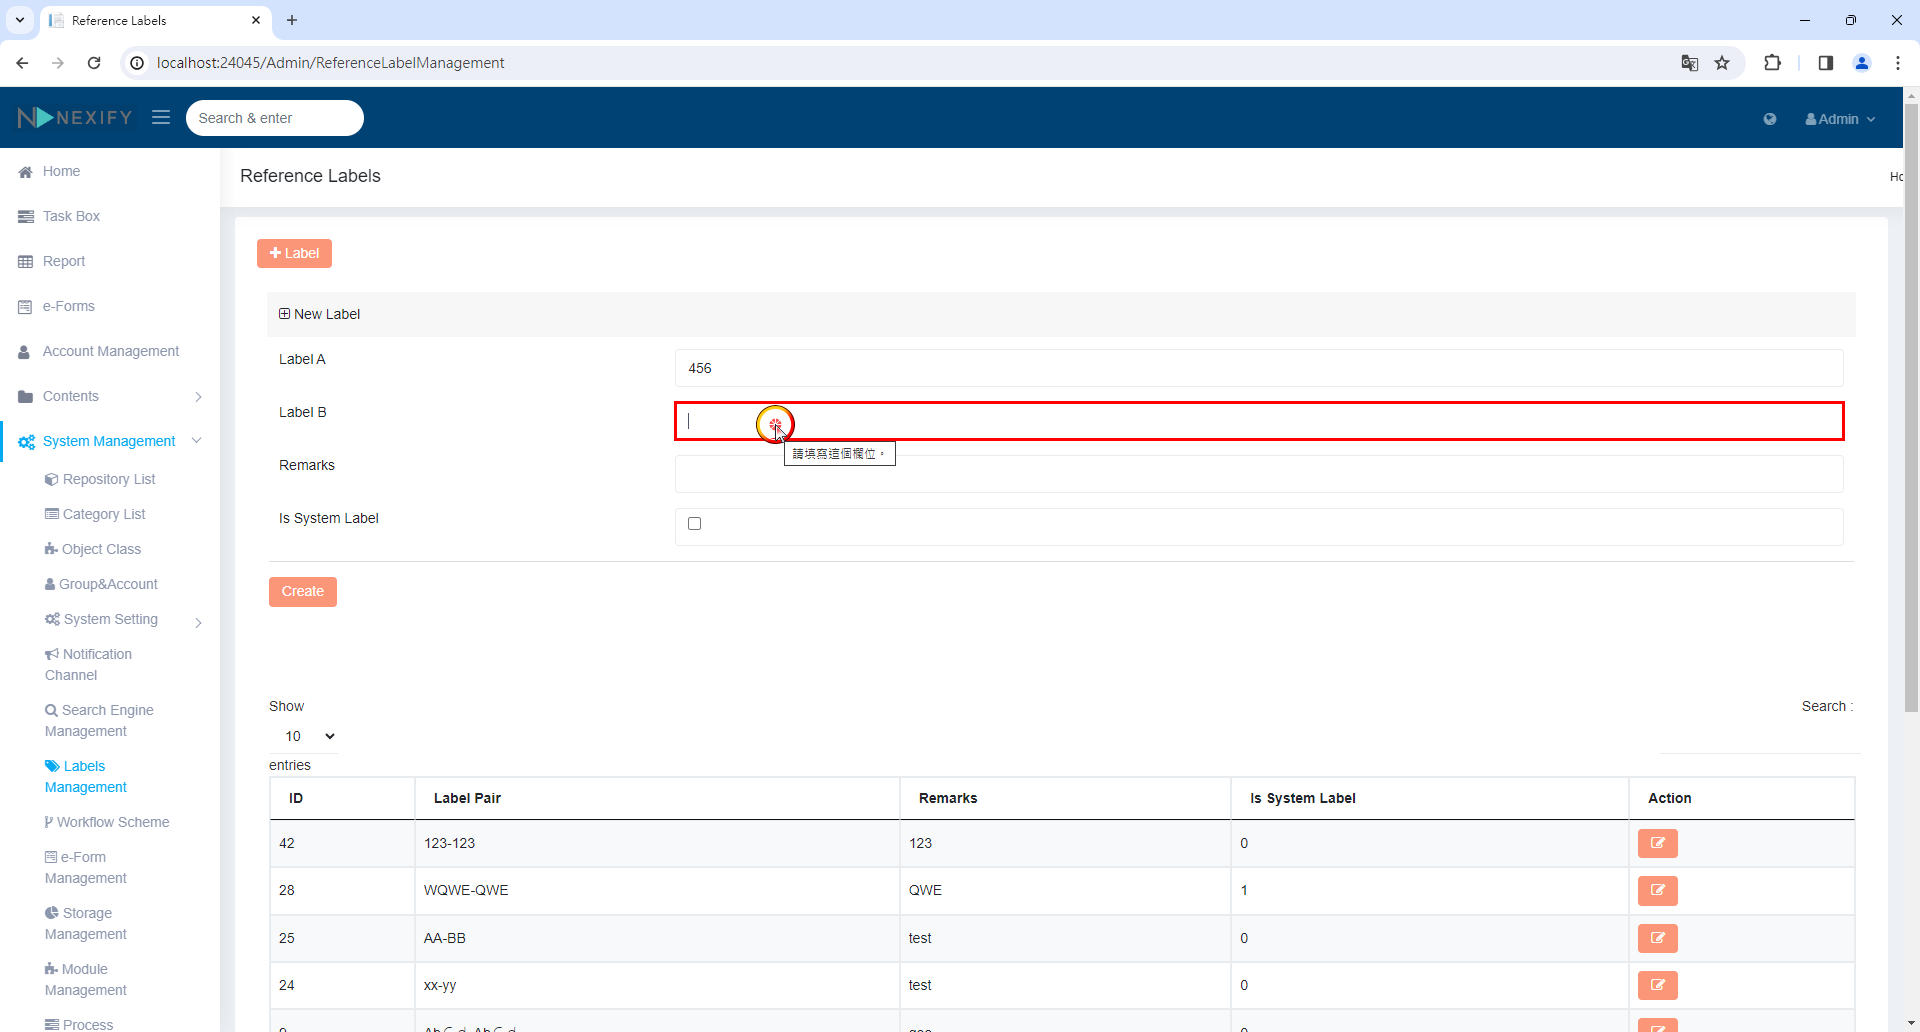 Reference Labels
localhost:24045/Admin/ReferenceLabelManagement
NEXIFY
Search & enter
Admin
Home
Reference Labels
Ho
Task Box
Report
e-Forms
Account Management
Contents
System Management
Repository List
Category List
Object Class
Group&Account
System Setting
Notification
Channel
Search Engine
Management
Labels
Management
Workflow Scheme
e-Form
Management
Storage
Management
Module
Management
Process
+ Label
New Label
Label A
456
Label B
請填寫這個欄位。
Remarks
Is System Label
Create
Show
Search :
10
entries
ID Label Pair Remarks Is System Label Action
42 123-123 123 0
28 WQWE-QWE QWE 1
25 AA-BB test 0
24 xx-yy test 0